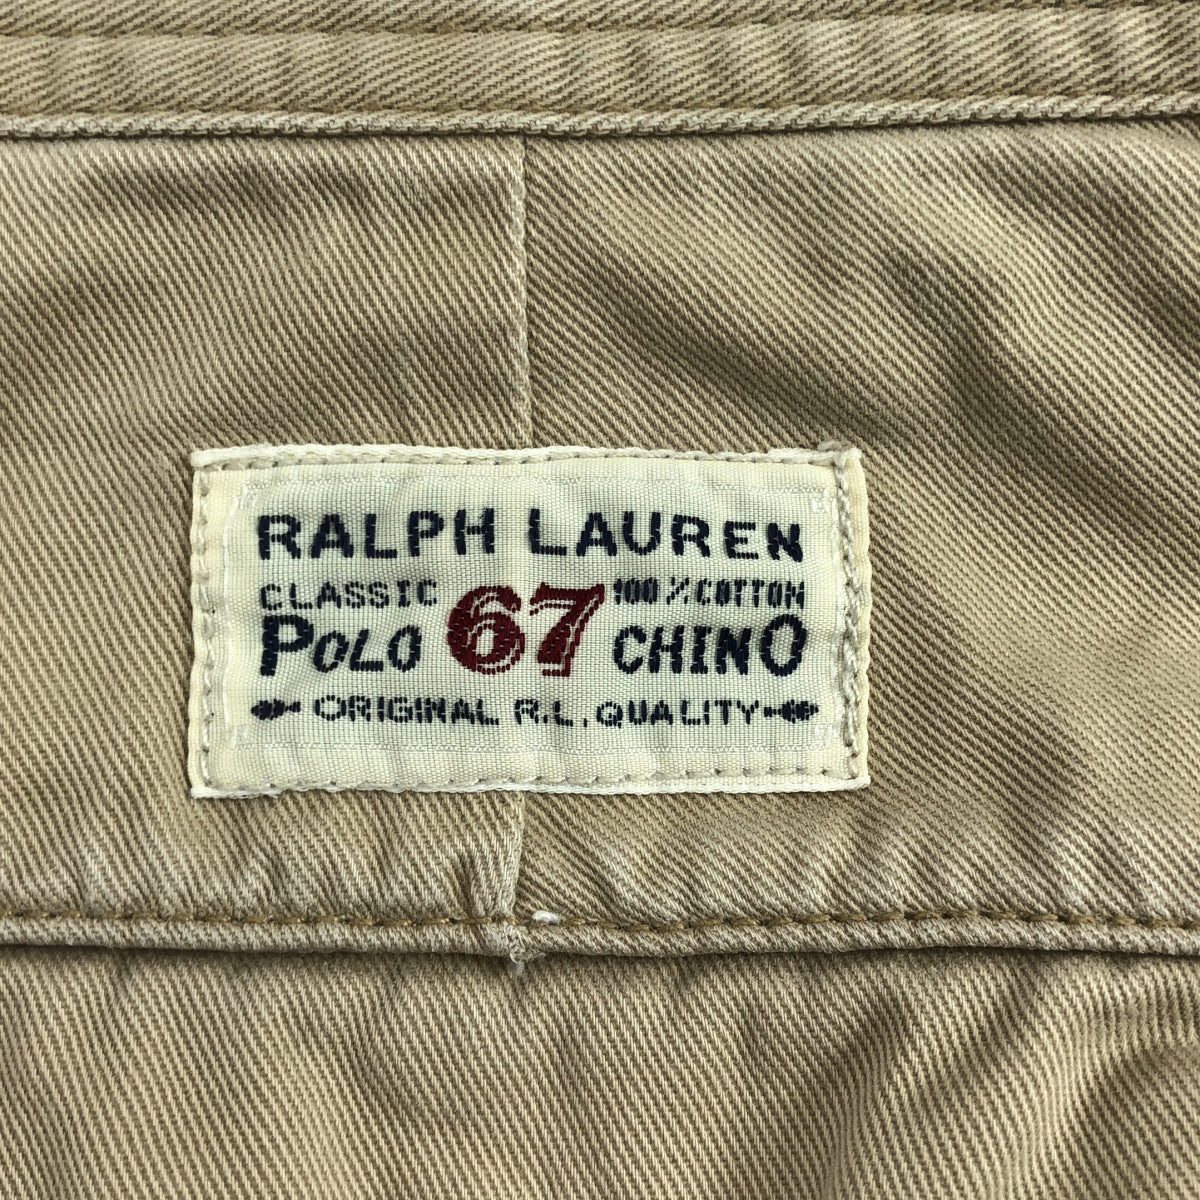 RALPH LAUREN
CLASSIC 67 100% COTTON
POLO CHINO
ORIGINAL R.L. QUALITY